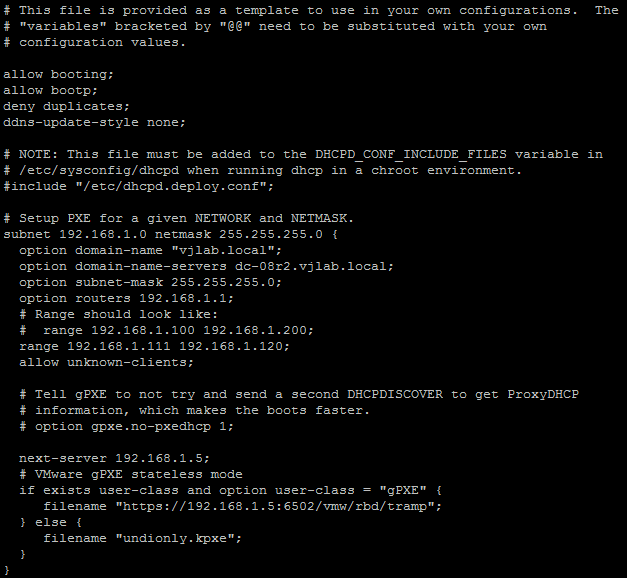 # This file is provided as a template to use in your own configurations.  The
# "variables" bracketed by "@@" need to be substituted with your own
# configuration values.

allow booting;
allow bootp;
deny duplicates;
ddns-update-style none;

# NOTE: This file must be added to the DHCPD_CONF_INCLUDE_FILES variable in
# /etc/sysconfig/dhcpd when running dhcp in a chroot environment.
#include "/etc/dhcpd.deploy.conf";

# Setup PXE for a given NETWORK and NETMASK.
subnet 192.168.1.0 netmask 255.255.255.0 {
  option domain-name "vjlab.local";
  option domain-name-servers dc-08r2.vjlab.local;
  option subnet-mask 255.255.255.0;
  option routers 192.168.1.1;
  # Range should look like:
  #  range 192.168.1.100 192.168.1.200;
  range 192.168.1.111 192.168.1.120;
  allow unknown-clients;

  # Tell gPXE to not try and send a second DHCPDISCOVER to get ProxyDHCP
  # information, which makes the boots faster.
  # option gpxe.no-pxedhcp 1;

  next-server 192.168.1.5;
  # VMware gPXE stateless mode
  if exists user-class and option user-class = "gPXE" {
     filename "https://192.168.1.5:6502/vmw/rbd/tramp";
  } else {
     filename "undionly.kpxe";
  }
}